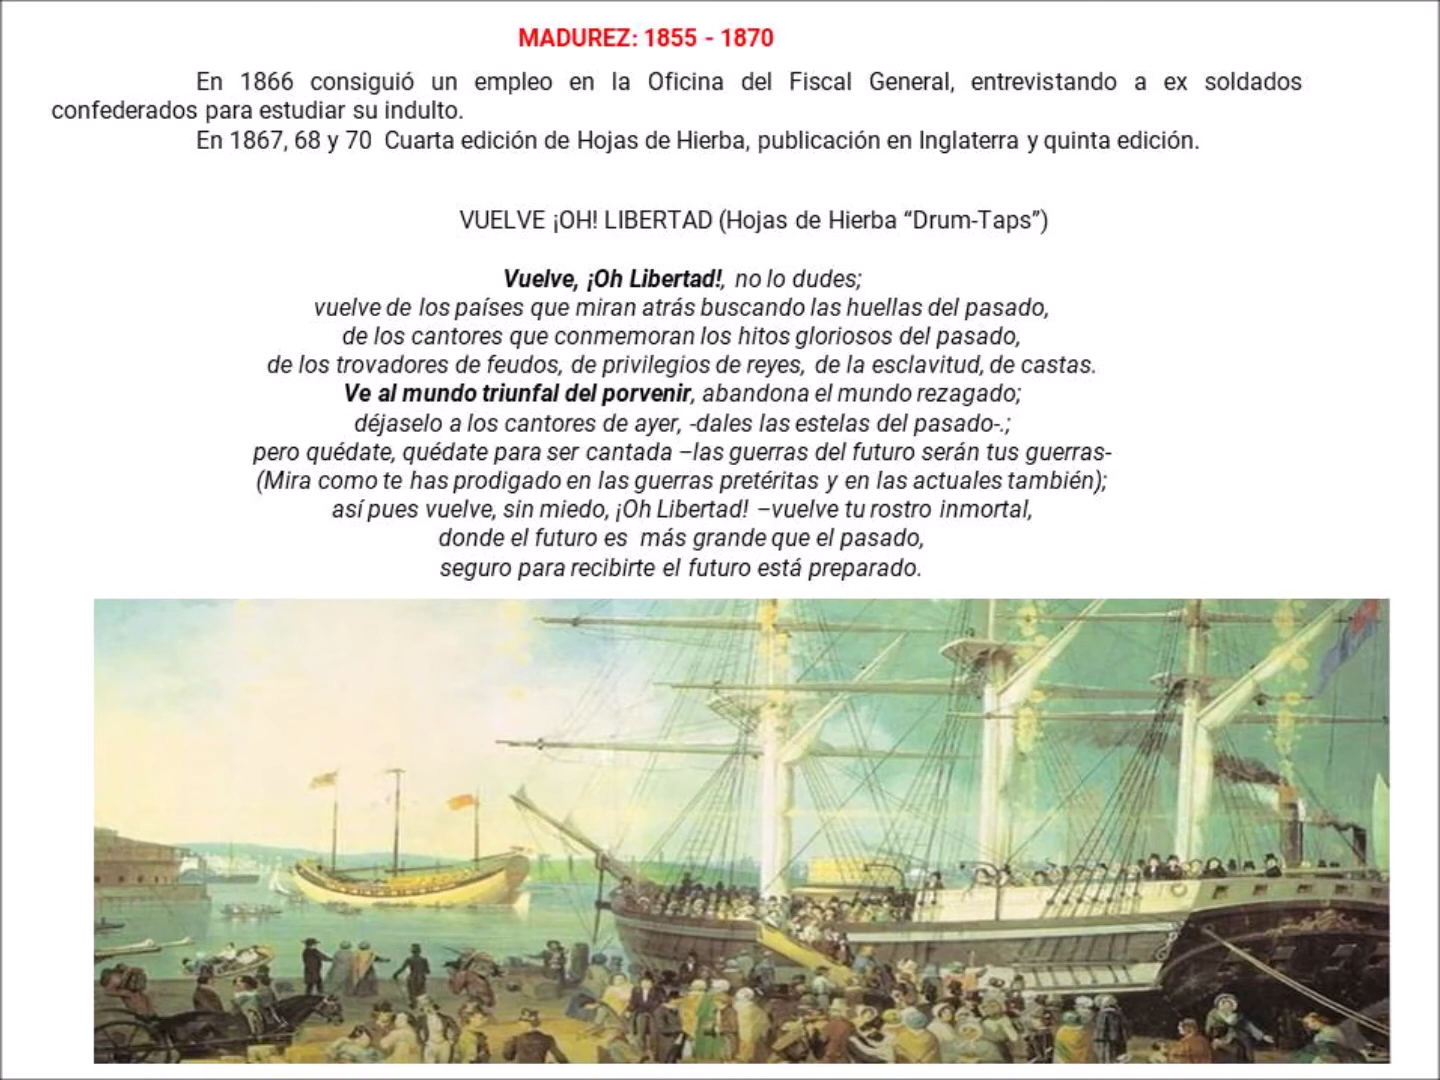 MADUREZ: 1855 - 1870
En 1866 consiguió un empleo en la Oficina del Fiscal General, entrevistando a ex soldados
confederados para estudiar su indulto.
En 1867, 68 y 70 Cuarta edición de Hojas de Hierba, publicación en Inglaterra y quinta edición.
VUELVE ¡OH! LIBERTAD (Hojas de Hierba “Drum-Taps”)
Vuelve, ¡Oh Libertad!, no lo dudes;
vuelve de los países que miran atrás buscando las huellas del pasado,
de los cantores que conmemoran los hitos gloriosos del pasado,
de los trovadores de feudos, de privilegios de reyes, de la esclavitud, de castas.
Ve al mundo triunfal del porvenir, abandona el mundo rezagado;
déjaselo a los cantores de ayer, -dales las estelas del pasado-.;
pero quédate, quédate para ser cantada –las guerras del futuro serán tus guerras-
(Mira como te has prodigado en las guerras pretéritas y en las actuales también);
así pues vuelve, sin miedo, ¡Oh Libertad! –vuelve tu rostro inmortal,
donde el futuro es más grande que el pasado,
seguro para recibirte el futuro está preparado.